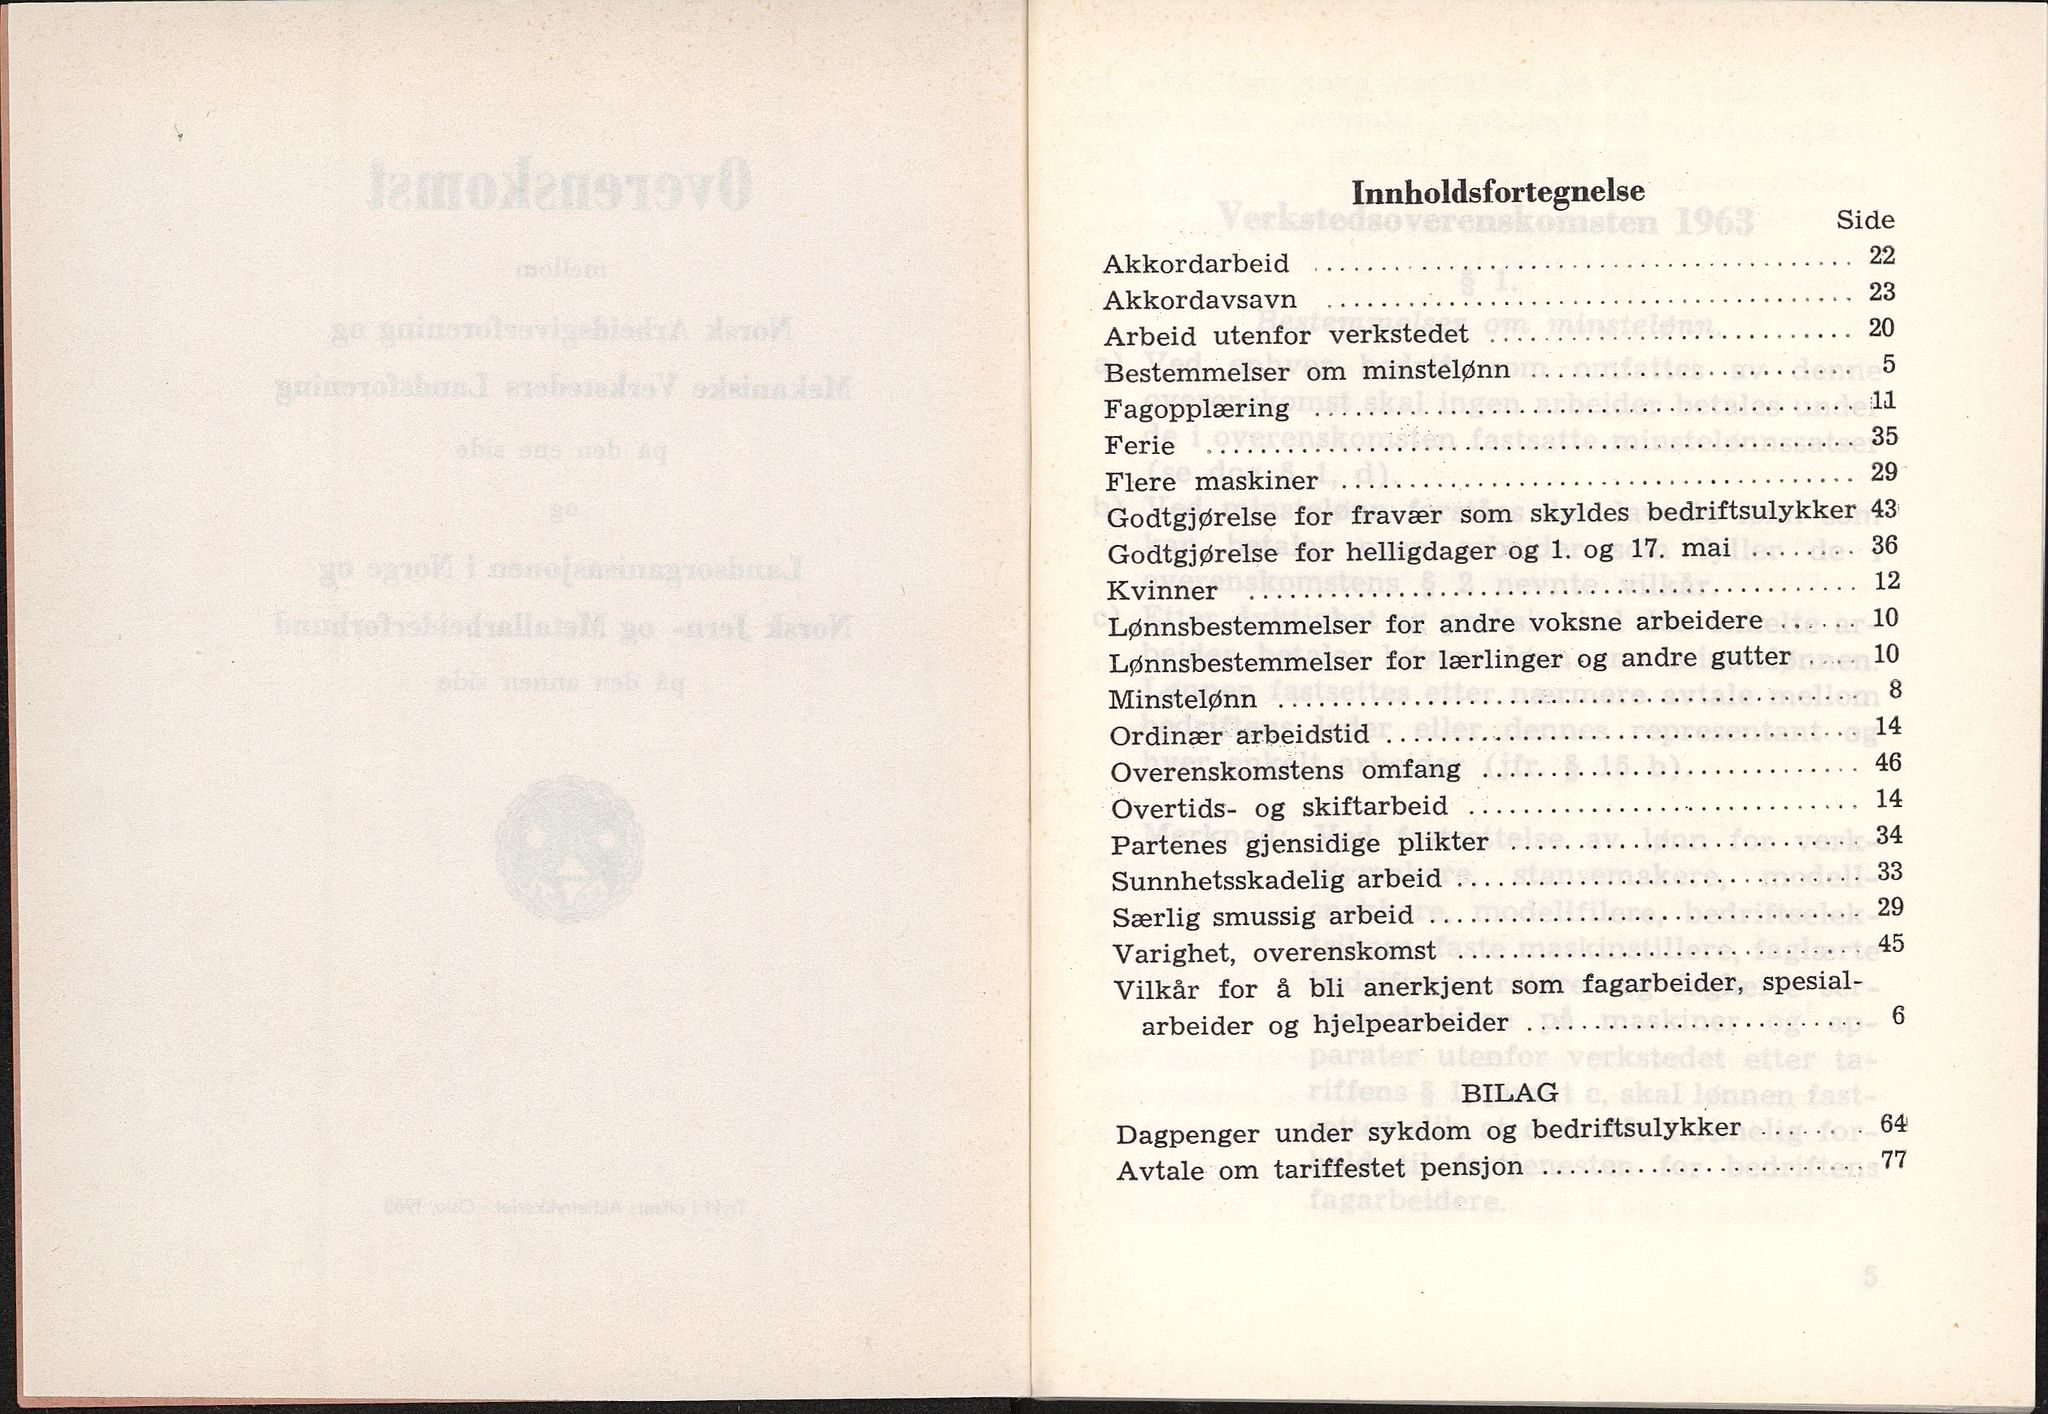 Innholdsfortegnelse
Side
Akkordarbeid 22
Akkordavsavn 23
Arbeid utenfor verkstedet 20
Bestemmelser om minstelønn 5
Fagopplæring 11
Ferie 35
Flere maskiner 29
Godtgjørelse for fravær som skyldes bedriftsulykker 43
Godtgjørelse for helligdager og 1. og 17. mai 36
Kvinner 12
Lønnsbestemmelser for andre voksne arbeidere 10
Lønnsbestemmelser for lærlinger og andre gutter 10
Minstelønn 8
Ordinær arbeidstid 14
Overenskomstens omfang 46
Overtids- og skiftarbeid 14
Partenes gjensidige plikter 34
Sunnhetsskadelig arbeid 33
Særlig smussig arbeid 29
Varighet, overenskomst 45
Vilkår for å bli anerkjent som fagarbeider, spesial-
arbeider og hjelpearbeider 6
BILAG
Dagpenger under sykdom og bedriftsulykker 64
Avtale om tariffestet pensjon 77